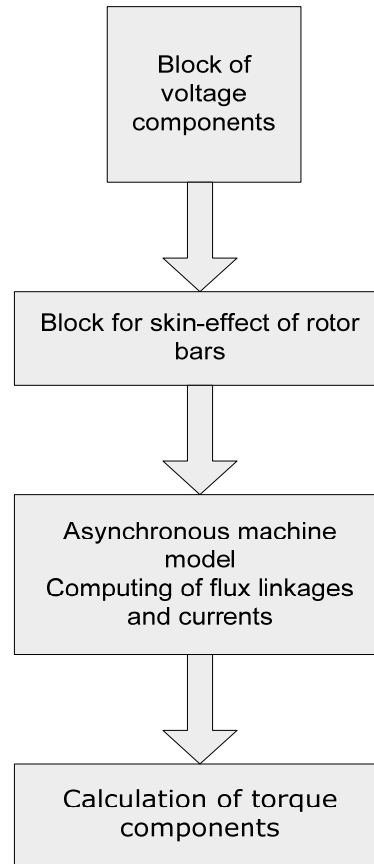 Block of
voltage
components
Block for skin-effect of rotor
bars
Asynchronous machine
model
Computing of flux linkages
and currents
Calculation of torque
components